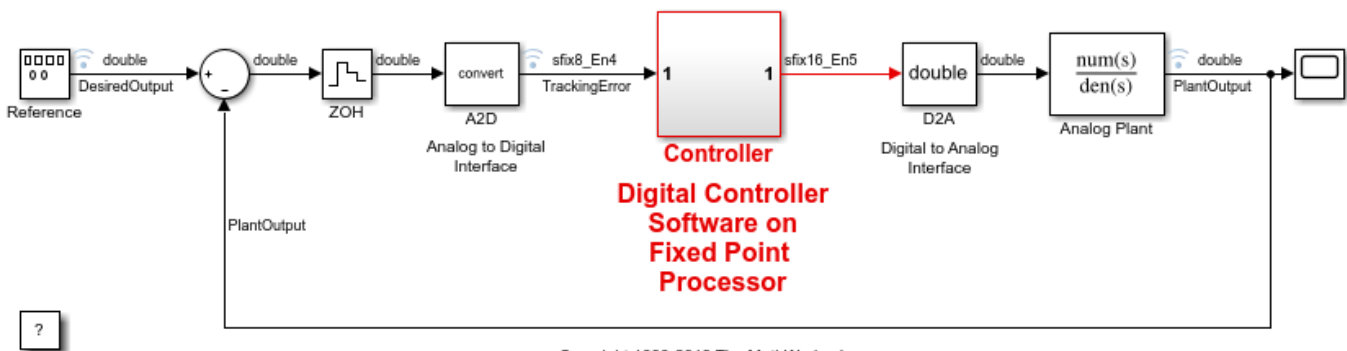 double
DesiredOutput
Reference
+
−
double
ZOH
double
convert
A2D
Analog to Digital
Interface
sfix8_En4
TrackingError
1
1
Controller
Digital Controller
Software on
Fixed Point
Processor
sfix16_En5
double
D2A
Digital to Analog
Interface
double
num(s)
den(s)
Analog Plant
double
PlantOutput
PlantOutput
?